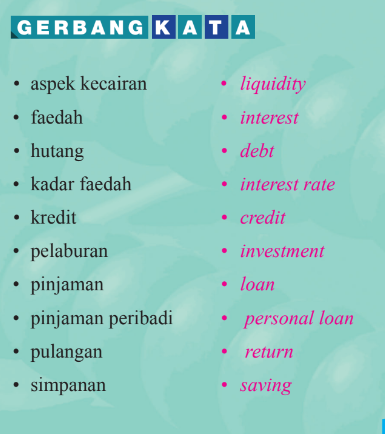 GERBANG KATA
• aspek kecairan • liquidity
• faedah • interest
• hutang • debt
• kadar faedah • interest rate
• kredit • credit
• pelaburan • investment
• pinjaman • loan
• pinjaman peribadi • personal loan
• pulangan • return
• simpanan • saving